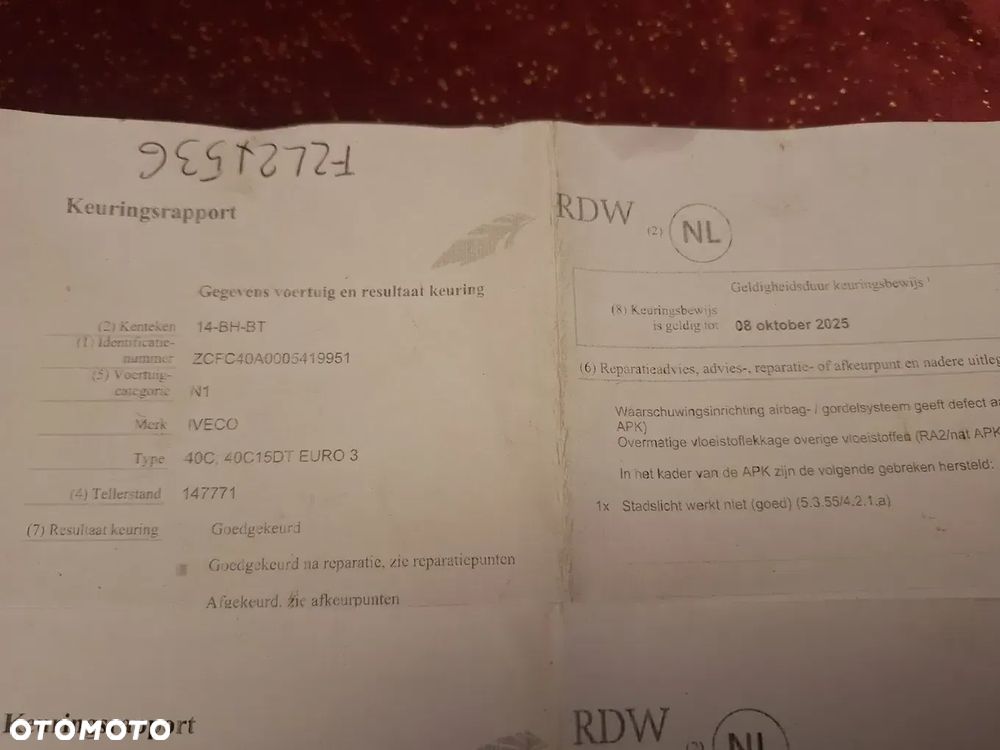 Keuringsrapport
Gegevens voertuig en resultaat keuring
(2) Kenteken 14-BH-BT
(1) Identificatie-
nummer ZCFC40A0005419951
(5) Voertuig-
categorie N1
Merk IVECO
Type 40C, 40C15DT EURO 3
(4) Tellerstand 147771
(7) Resultaat keuring Goedgekeurd
Goedgekeurd na reparatie, zie reparatiepunten
Afgekeurd, zie afkeurpunten
RDW (2) NL
Geldigheidsduur keuringsbewijs ¹
(8) Keuringsbewijs
is geldig tot 08 oktober 2025
(6) Reparatieadvies, advies-, reparatie- of afkeurpunt en nadere uitleg
Waarschuwingsinrichting airbag- / gordelsysteem geeft defect
APK)
Overmatige vloeistoflekkage overige vloeistoffen (RA2/nat APK
In het kader van de APK zijn de volgende gebreken hersteld:
1x Stadslicht werkt niet (goed) (5.3.55/4.2.1.a)
Keuringsrapport
RDW (2) NL
OTOMOTO